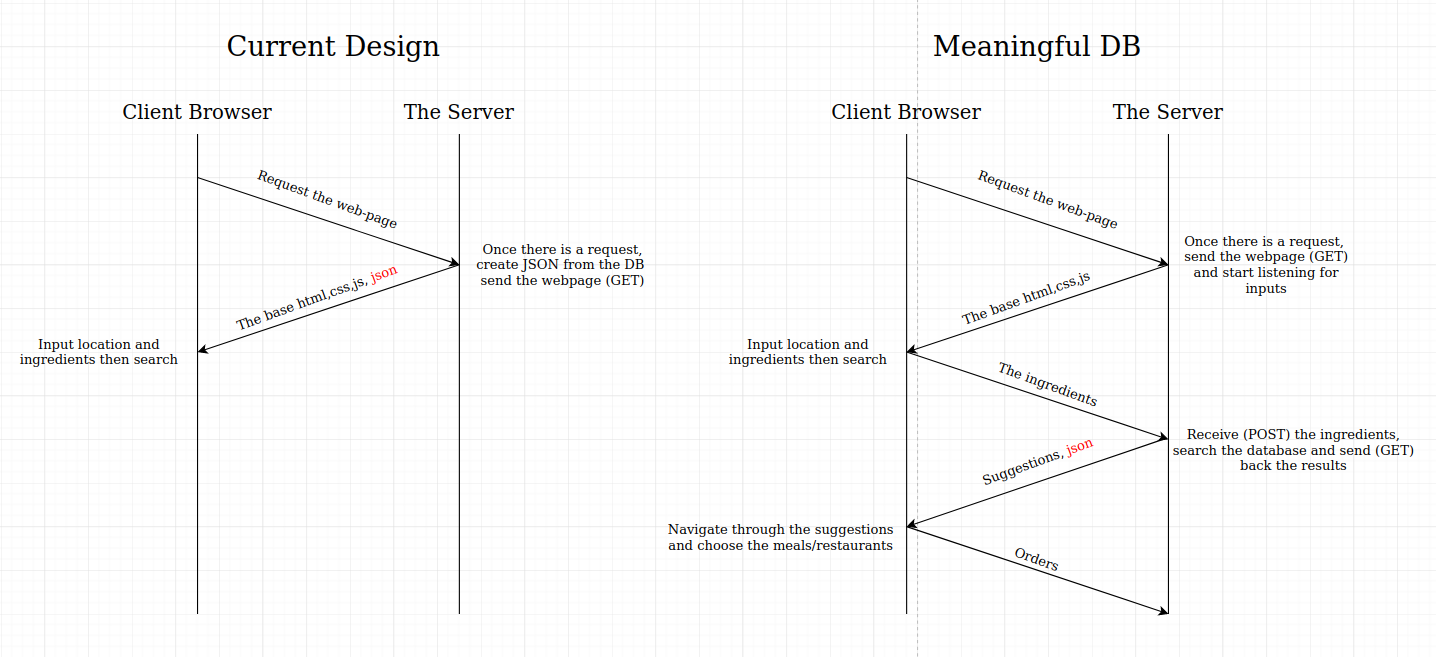 Current Design
Client Browser
The Server
Request the web-page
Once there is a request,
create JSON from the DB
send the webpage (GET)
The base html,css,js, json
Input location and
ingredients then search
Meaningful DB
Client Browser
The Server
Request the web-page
Once there is a request,
send the webpage (GET)
and start listening for
inputs
The base html,css,js
Input location and
ingredients then search
The ingredients
Receive (POST) the ingredients,
search the database and send (GET)
back the results
Suggestions, json
Navigate through the suggestions
and choose the meals/restaurants
Orders